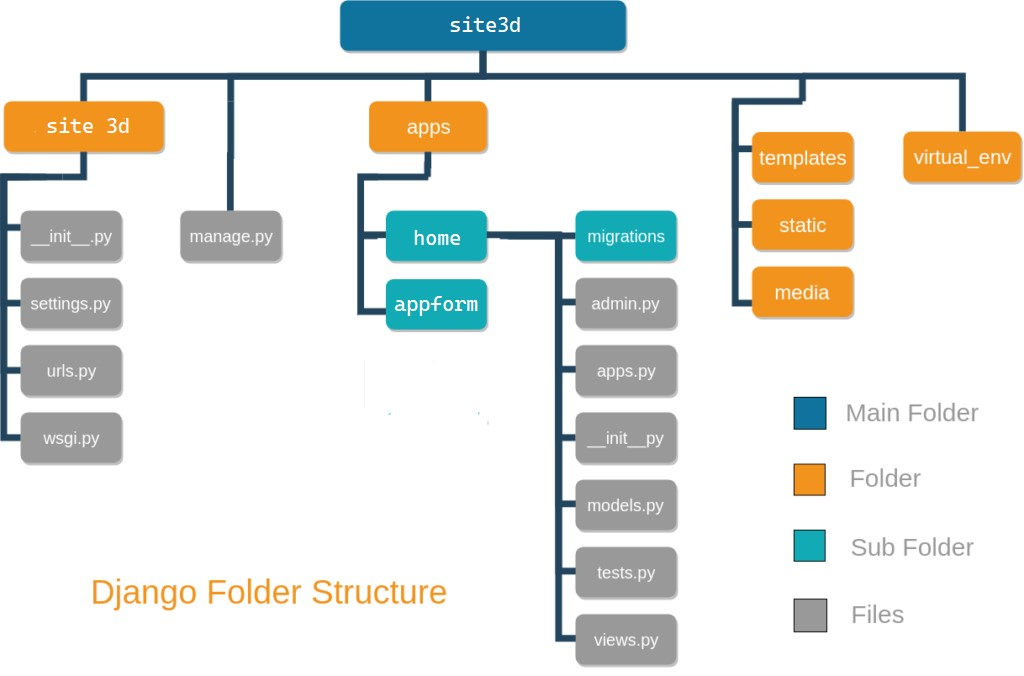 site3d
site 3d
apps
templates
virtual_env
static
media
__init__.py
manage.py
home
migrations
settings.py
appform
admin.py
urls.py
apps.py
wsgi.py
__init__py
models.py
tests.py
views.py
Main Folder
Folder
Sub Folder
Files
Django Folder Structure